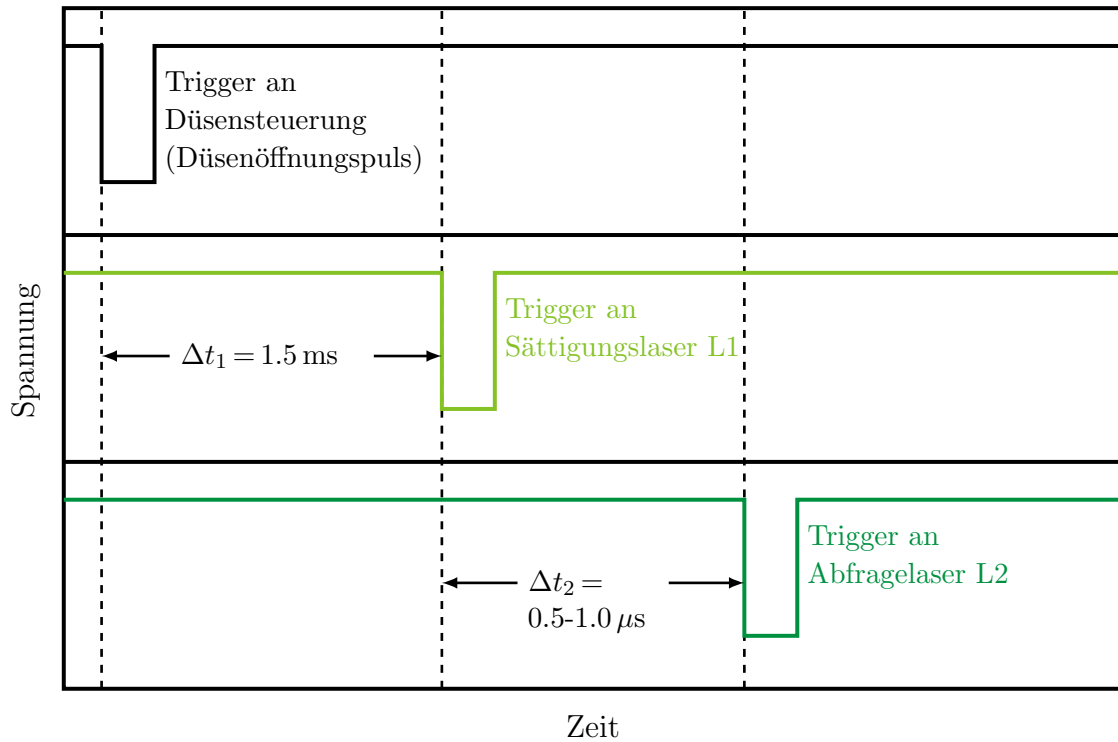 Trigger an
Düsensteuerung
(Düsenöffnungspuls)
Trigger an
Sättigungslaser L1
Δt₁ = 1.5 ms
Spannung
Trigger an
Abfragelaser L2
Δt₂ =
0.5-1.0 μs
Zeit